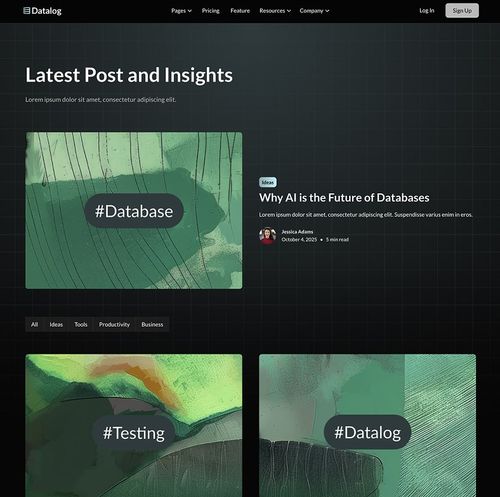 Datalog
Pages Pricing Feature Resources Company
Log In
Sign Up
Latest Post and Insights
Lorem ipsum dolor sit amet, consectetur adipiscing elit.
#Database
Ideas
Why AI is the Future of Databases
Lorem ipsum dolor sit amet, consectetur adipiscing elit. Suspendisse varius enim in eros.
Jessica Adams
October 4, 2025 • 5 min read
All Ideas Tools Productivity Business
#Testing
#Datalog